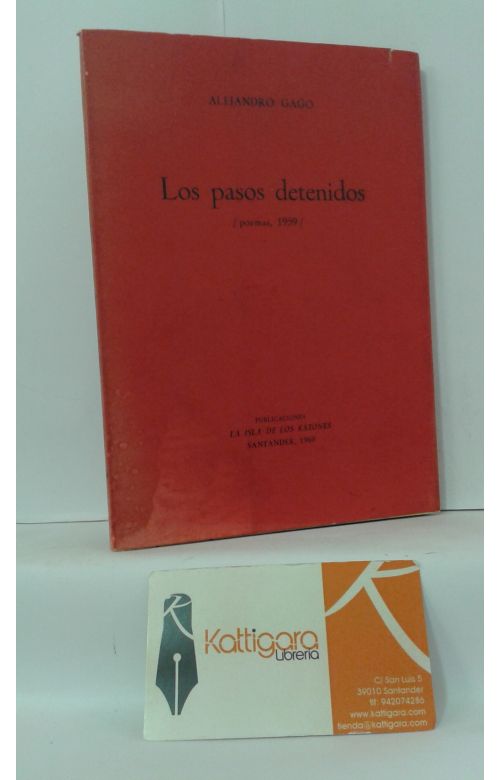 ALEJANDRO GAGO
Los pasos detenidos
/ poemas, 1959 /
PUBLICACIONES
LA ISLA DE LOS RATONES
SANTANDER, 1960
Kattigara
Librería
C/ San Luis 5
39010 Santander
tlf: 942074286
www.kattigara.com
tienda@kattigara.com